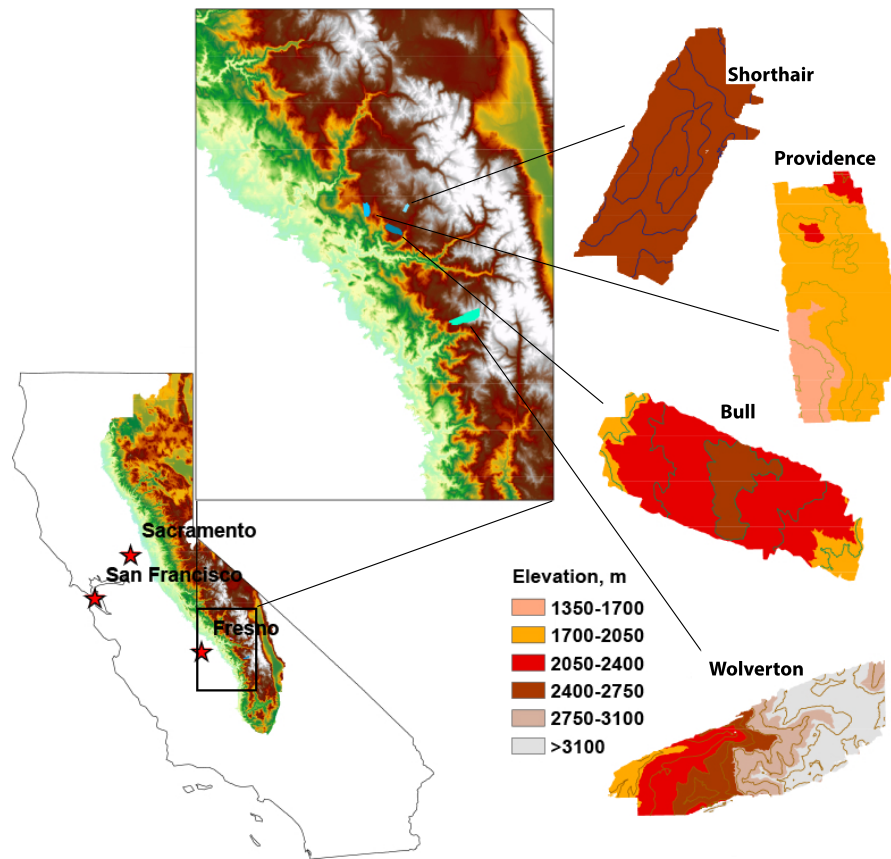 Shorthair
Providence
Bull
Sacramento
San Francisco
Fresno
Elevation, m
1350-1700
1700-2050
2050-2400
2400-2750
2750-3100
>3100
Wolverton